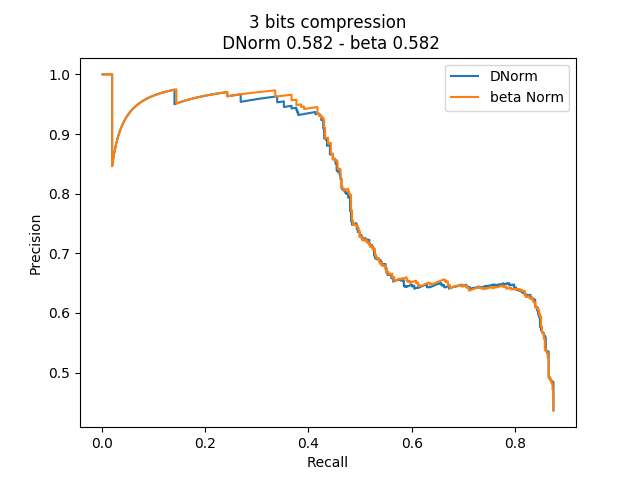 3 bits compression
DNorm 0.582 - beta 0.582
DNorm
beta Norm
1.0
0.9
0.8
0.7
0.6
0.5
Precision
0.0
0.2
0.4
0.6
0.8
Recall